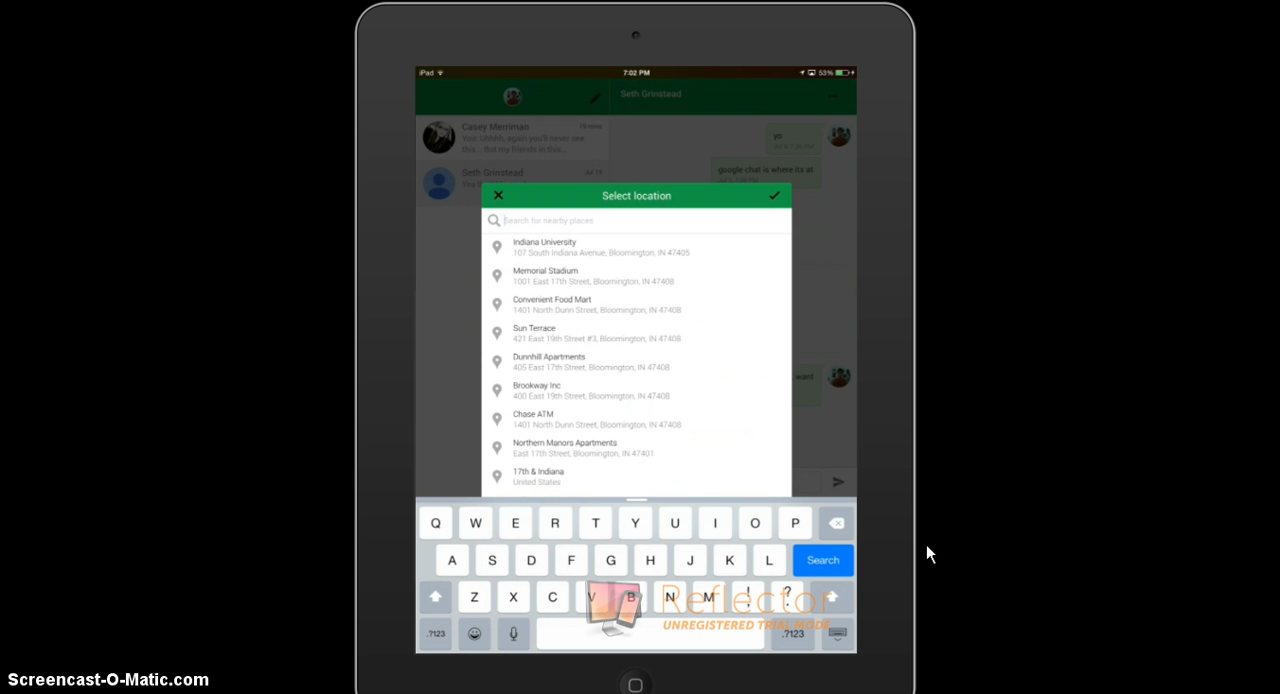 iPad 7:02 PM 53%
Seth Grinstead
Casey Merriman
You: Uhhhh, again you'll never see
this... But my friends in this...
Seth Grinstead Jul 11
yo
google chat is where its at
Select location
Search for nearby places
Indiana University
107 South Indiana Avenue, Bloomington, IN 47405
Memorial Stadium
1001 East 17th Street, Bloomington, IN 47408
Convenient Food Mart
1401 North Dunn Street, Bloomington, IN 47408
Sun Terrace
421 East 19th Street #3, Bloomington, IN 47408
Dunnhill Apartments
405 East 17th Street, Bloomington, IN 47408
Brookway Inc
400 East 19th Street, Bloomington, IN 47408
want
Chase ATM
1401 North Dunn Street, Bloomington, IN 47408
Northern Manors Apartments
East 17th Street, Bloomington, IN 47401
17th & Indiana
United States
Q W E R T Y U I O P
A S D F G H J K L Search
Z X C V B N M ! ?
Reflector
UNREGISTERED TRIAL MODE
.?123 .?123
Screencast-O-Matic.com